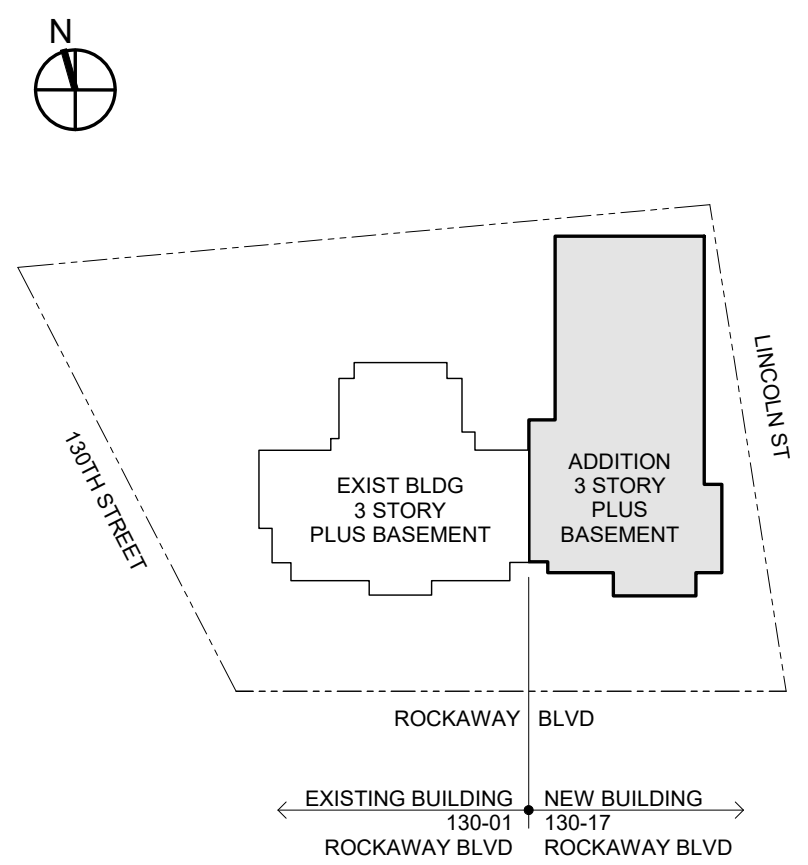 N
LINCOLN ST
130TH STREET
EXIST BLDG
3 STORY
PLUS BASEMENT
ADDITION
3 STORY
PLUS
BASEMENT
ROCKAWAY BLVD
EXISTING BUILDING
130-01
ROCKAWAY BLVD
NEW BUILDING
130-17
ROCKAWAY BLVD